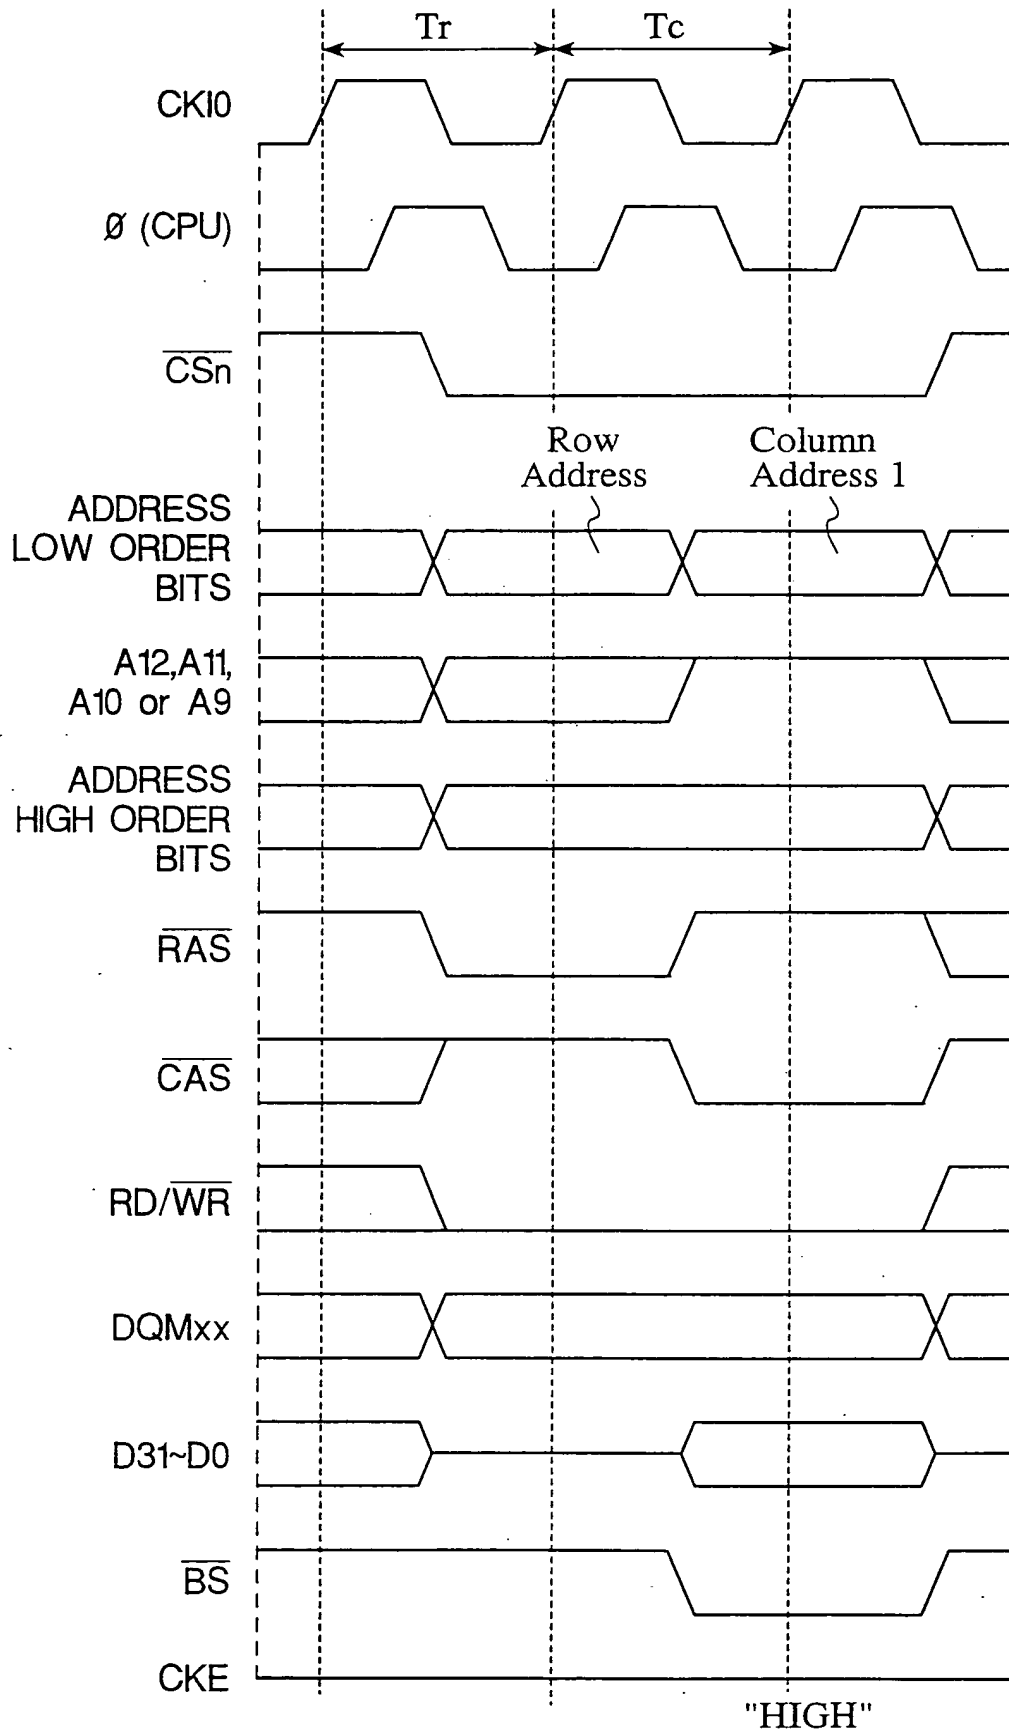 Tr
Tc
CKI0
Ø (CPU)
CSn
Row
Address
Column
Address 1
ADDRESS
LOW ORDER
BITS
A12,A11,
A10 or A9
ADDRESS
HIGH ORDER
BITS
RAS
CAS
RD/WR
DQMxx
D31~D0
BS
CKE
"HIGH"